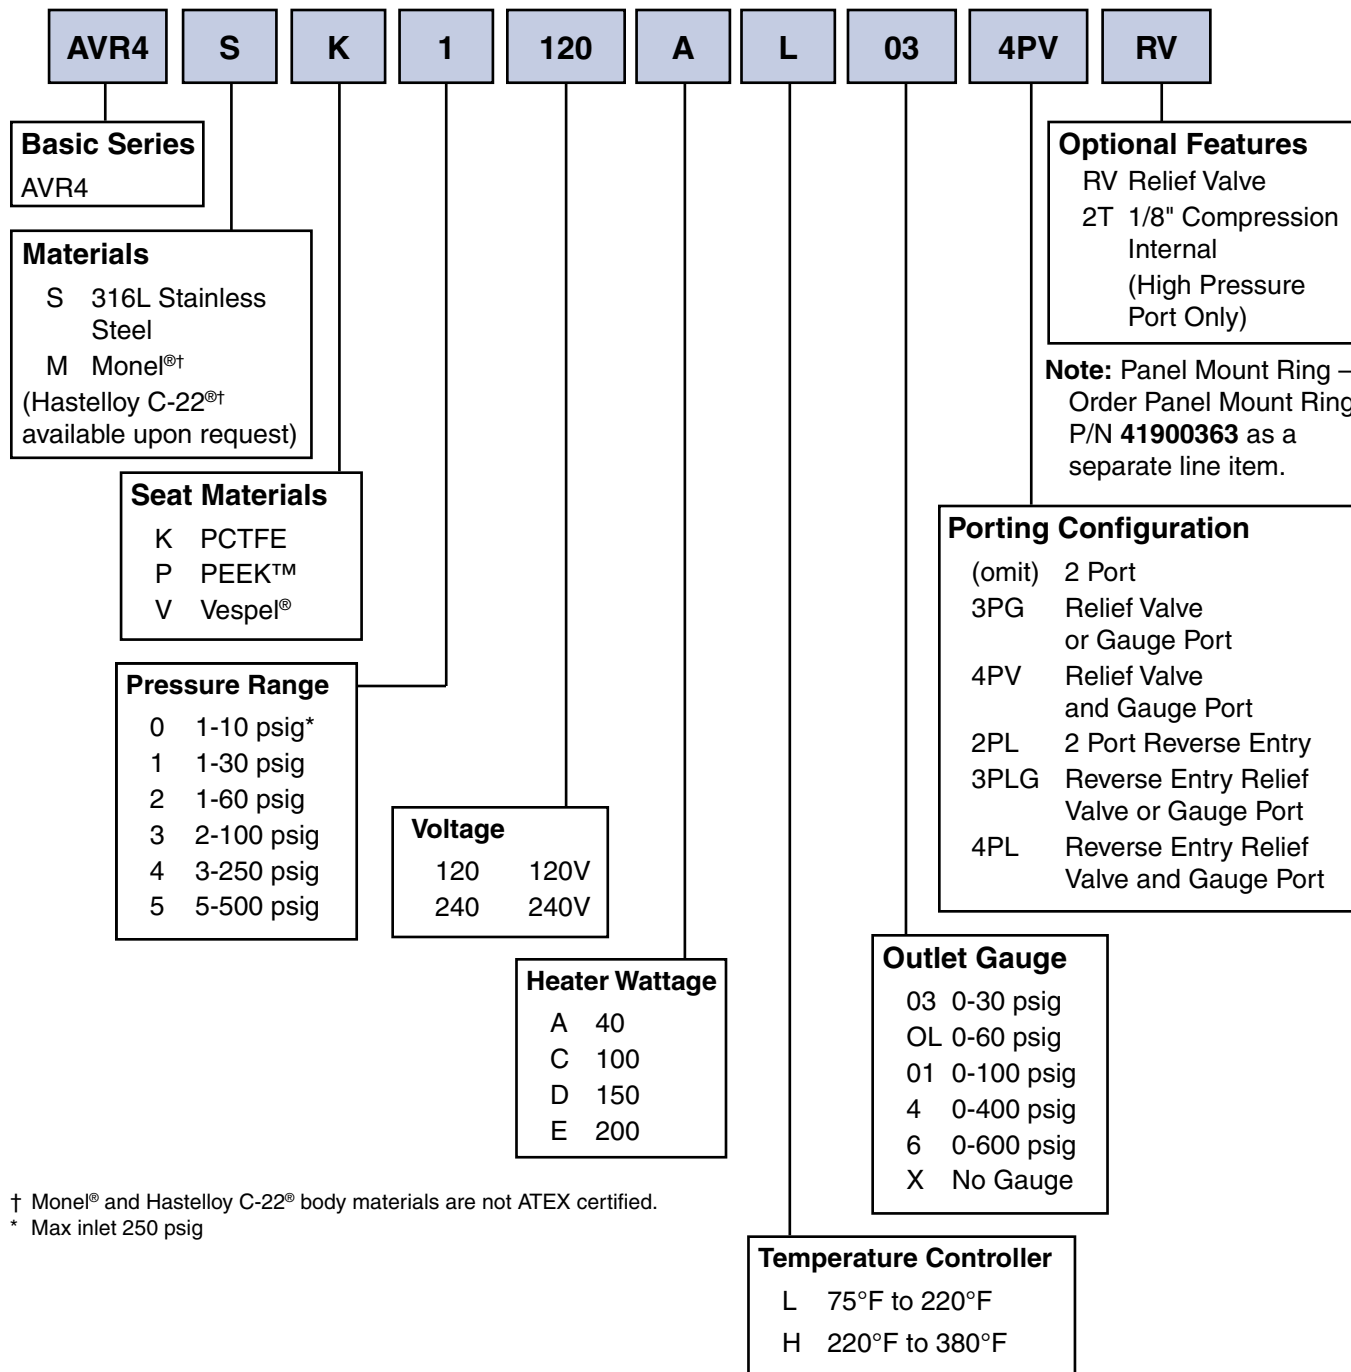 AVR4 S K 1 120 A L 03 4PV RV
Basic Series
AVR4
Materials
S 316L Stainless
Steel
M Monel®†
(Hastelloy C-22®†
available upon request)
Seat Materials
K PCTFE
P PEEK™
V Vespel®
Pressure Range
0 1-10 psig*
1 1-30 psig
2 1-60 psig
3 2-100 psig
4 3-250 psig
5 5-500 psig
Voltage
120 120V
240 240V
Heater Wattage
A 40
C 100
D 150
E 200
Temperature Controller
L 75°F to 220°F
H 220°F to 380°F
Outlet Gauge
03 0-30 psig
OL 0-60 psig
01 0-100 psig
4 0-400 psig
6 0-600 psig
X No Gauge
Porting Configuration
(omit) 2 Port
3PG Relief Valve
or Gauge Port
4PV Relief Valve
and Gauge Port
2PL 2 Port Reverse Entry
3PLG Reverse Entry Relief
Valve or Gauge Port
4PL Reverse Entry Relief
Valve and Gauge Port
Optional Features
RV Relief Valve
2T 1/8" Compression
Internal
(High Pressure
Port Only)
Note: Panel Mount Ring –
Order Panel Mount Ring
P/N 41900363 as a
separate line item.
† Monel® and Hastelloy C-22® body materials are not ATEX certified.
* Max inlet 250 psig